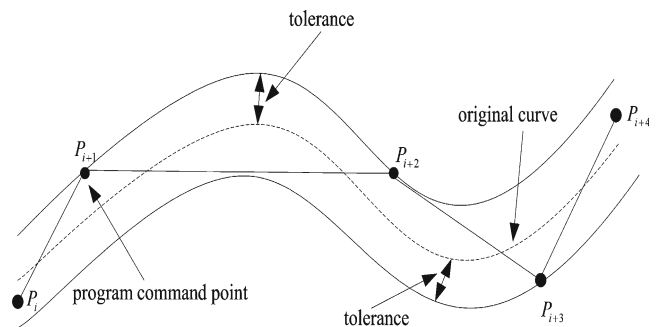 tolerance
original curve
P_{i+4}
P_{i+1}
P_{i+2}
P_i
program command point
tolerance
P_{i+3}